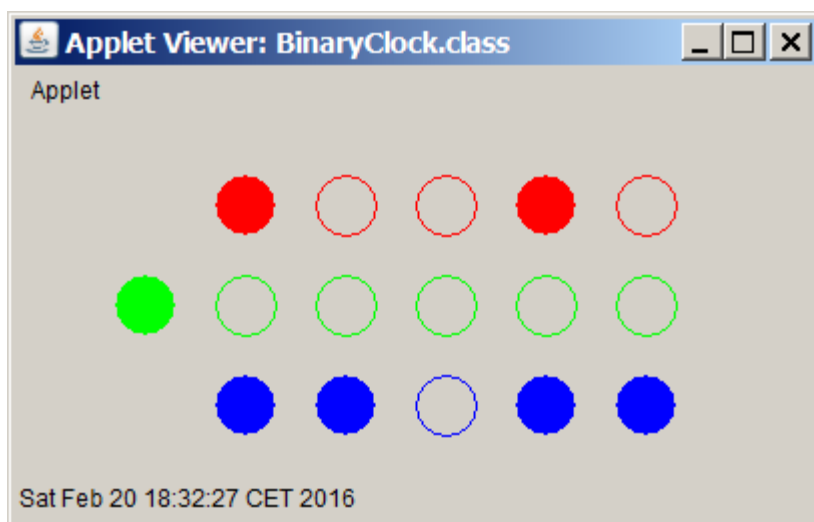 Applet Viewer: BinaryClock.class
Applet
Sat Feb 20 18:32:27 CET 2016